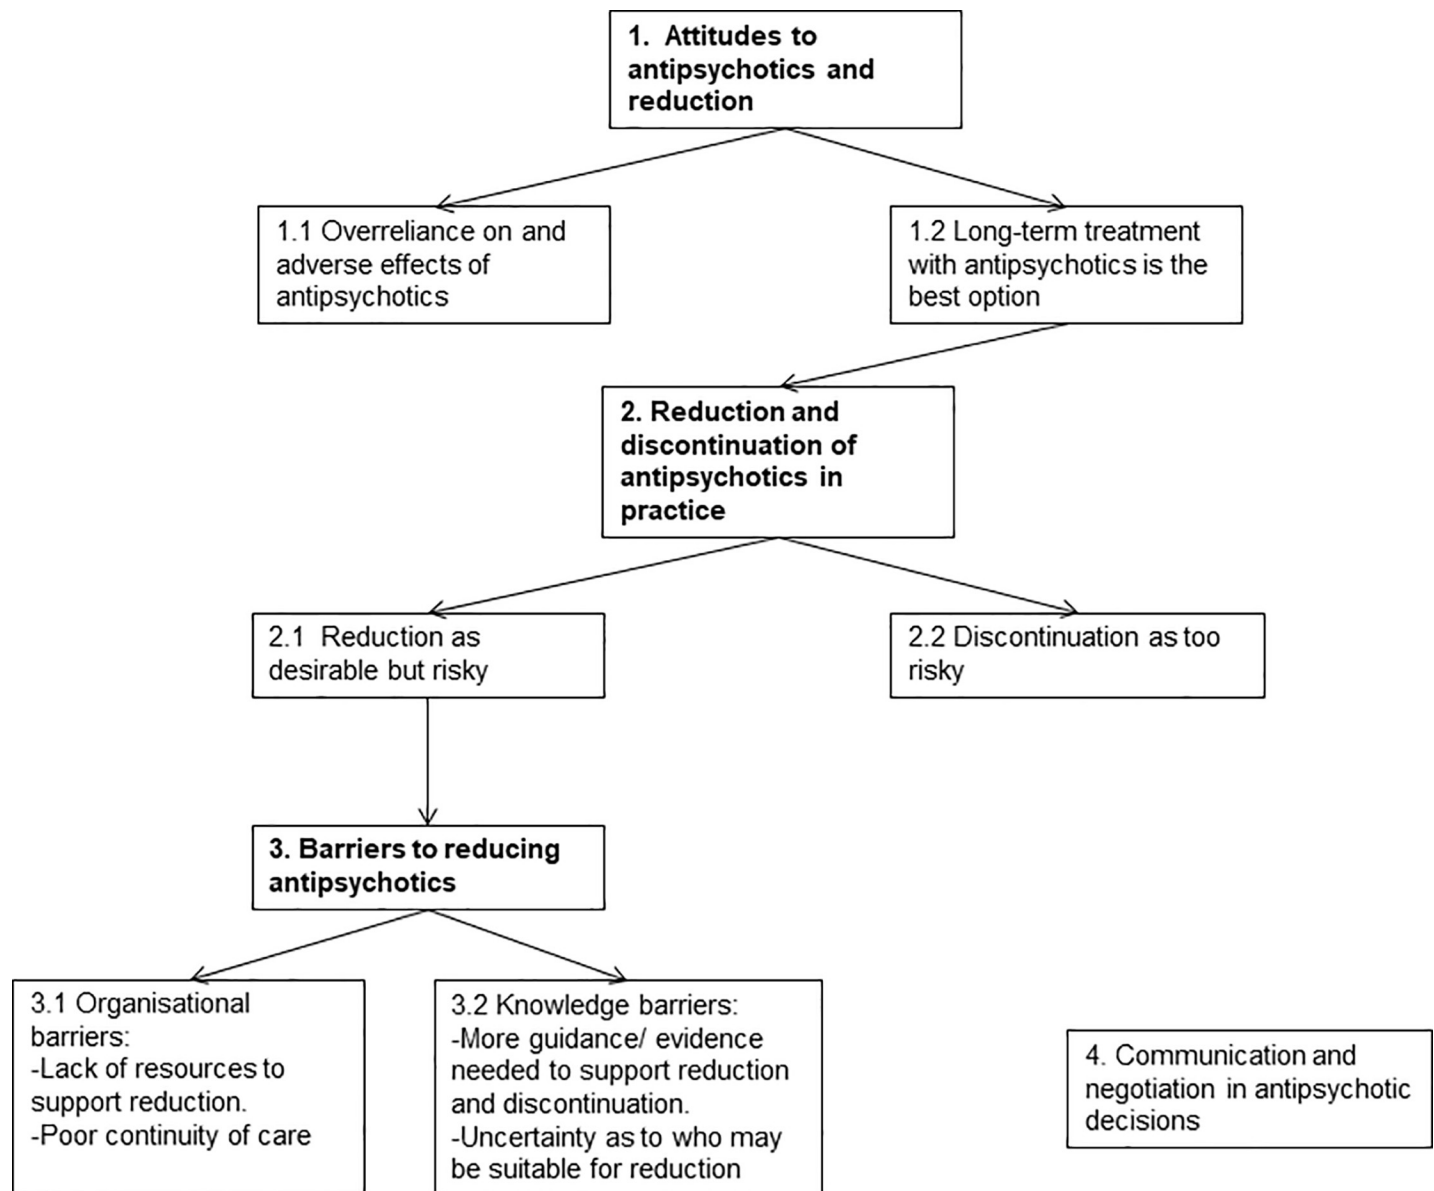 1. Attitudes to
antipsychotics and
reduction
1.1 Overreliance on and
adverse effects of
antipsychotics
1.2 Long-term treatment
with antipsychotics is the
best option
2. Reduction and
discontinuation of
antipsychotics in
practice
2.1 Reduction as
desirable but risky
2.2 Discontinuation as too
risky
3. Barriers to reducing
antipsychotics
3.1 Organisational
barriers:
-Lack of resources to
support reduction.
-Poor continuity of care
3.2 Knowledge barriers:
-More guidance/ evidence
needed to support reduction
and discontinuation.
-Uncertainty as to who may
be suitable for reduction
4. Communication and
negotiation in antipsychotic
decisions